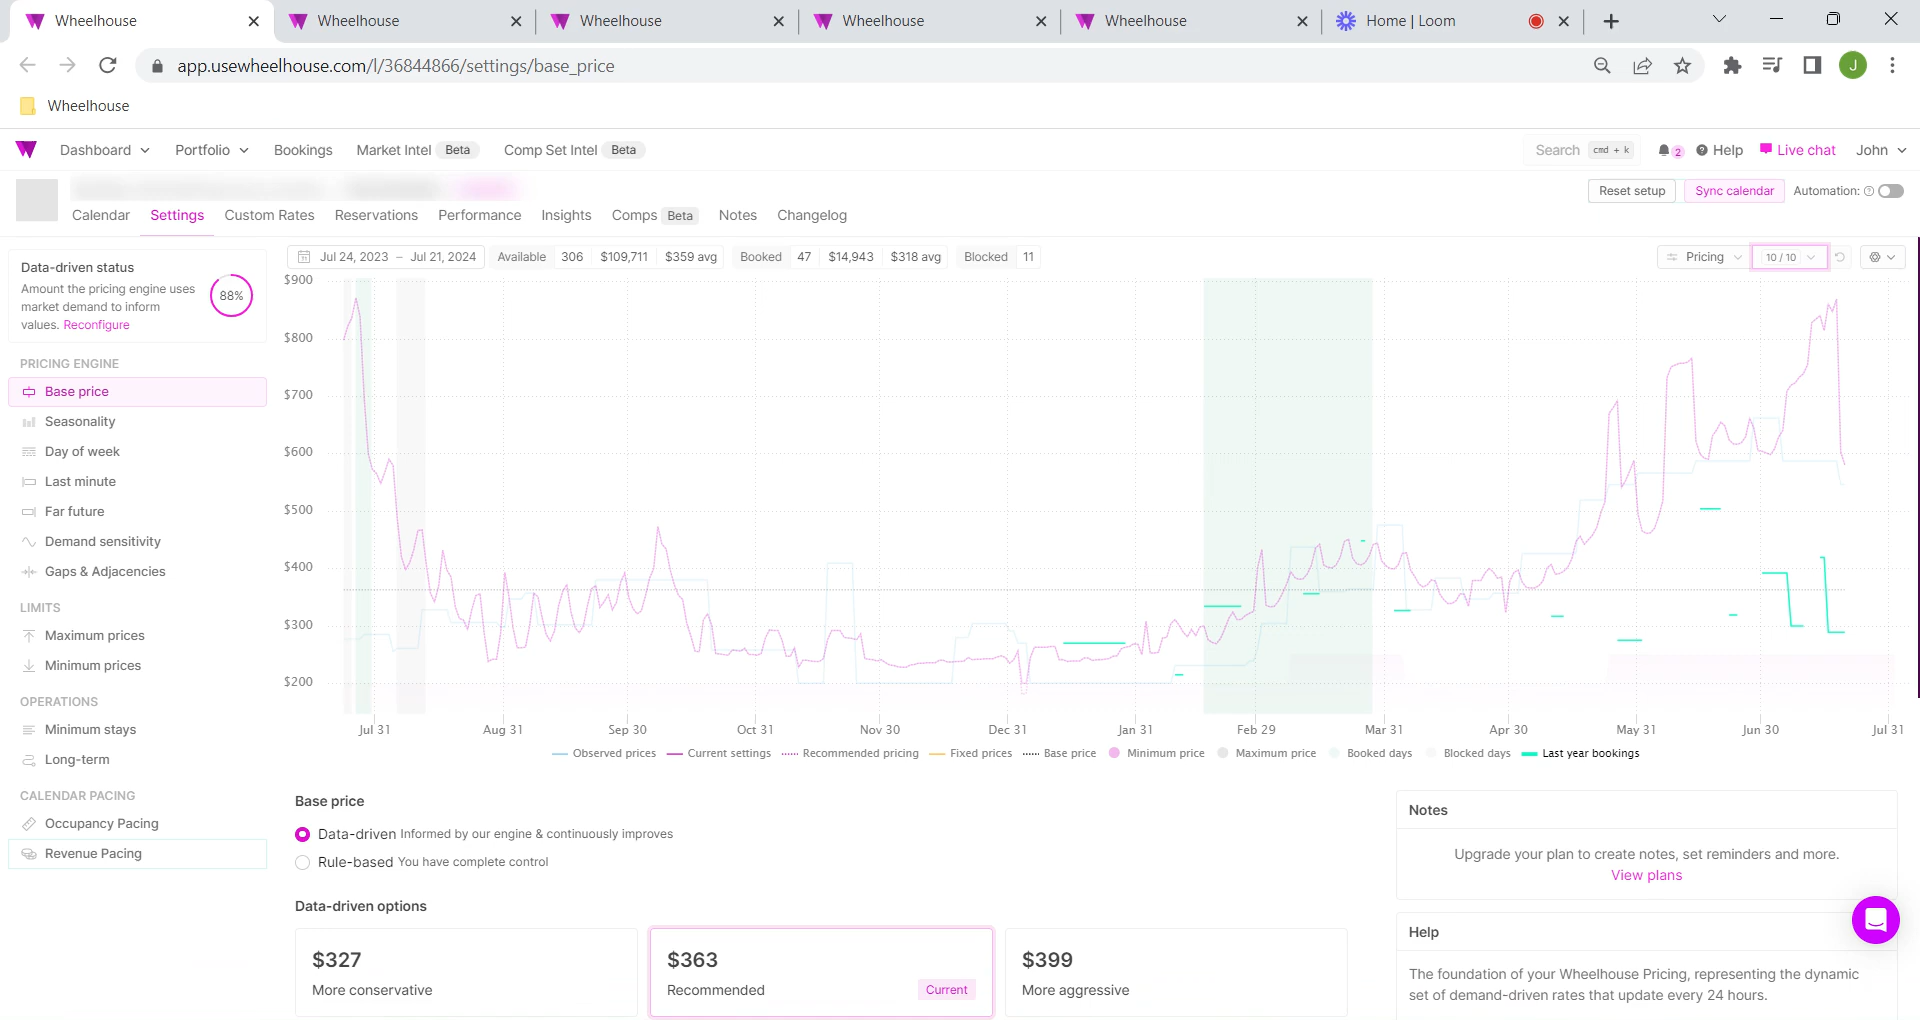 Wheelhouse
Wheelhouse
Wheelhouse
Wheelhouse
Wheelhouse
Home | Loom
app.usewheelhouse.com/l/36844866/settings/base_price
J
Wheelhouse
Dashboard
Portfolio
Bookings
Market Intel Beta
Comp Set Intel Beta
Search cmd + k
2
Help
Live chat
John
Reset setup
Sync calendar
Automation:
Calendar
Settings
Custom Rates
Reservations
Performance
Insights
Comps Beta
Notes
Changelog
Data-driven status
Amount the pricing engine uses
market demand to inform
values. Reconfigure
88%
PRICING ENGINE
Base price
Seasonality
Day of week
Last minute
Far future
Demand sensitivity
Gaps & Adjacencies
LIMITS
Maximum prices
Minimum prices
OPERATIONS
Minimum stays
Long-term
CALENDAR PACING
Occupancy Pacing
Revenue Pacing
Jul 24, 2023 – Jul 21, 2024
Available 306 $109,711 $359 avg
Booked 47 $14,943 $318 avg
Blocked 11
Pricing
10 / 10
$900
$800
$700
$600
$500
$400
$300
$200
Jul 31
Aug 31
Sep 30
Oct 31
Nov 30
Dec 31
Jan 31
Feb 29
Mar 31
Apr 30
May 31
Jun 30
Jul 31
Observed prices
Current settings
Recommended pricing
Fixed prices
Base price
Minimum price
Maximum price
Booked days
Blocked days
Last year bookings
Base price
Data-driven Informed by our engine & continuously improves
Rule-based You have complete control
Data-driven options
$327
More conservative
$363
Recommended
Current
$399
More aggressive
Notes
Upgrade your plan to create notes, set reminders and more.
View plans
Help
The foundation of your Wheelhouse Pricing, representing the dynamic
set of demand-driven rates that update every 24 hours.